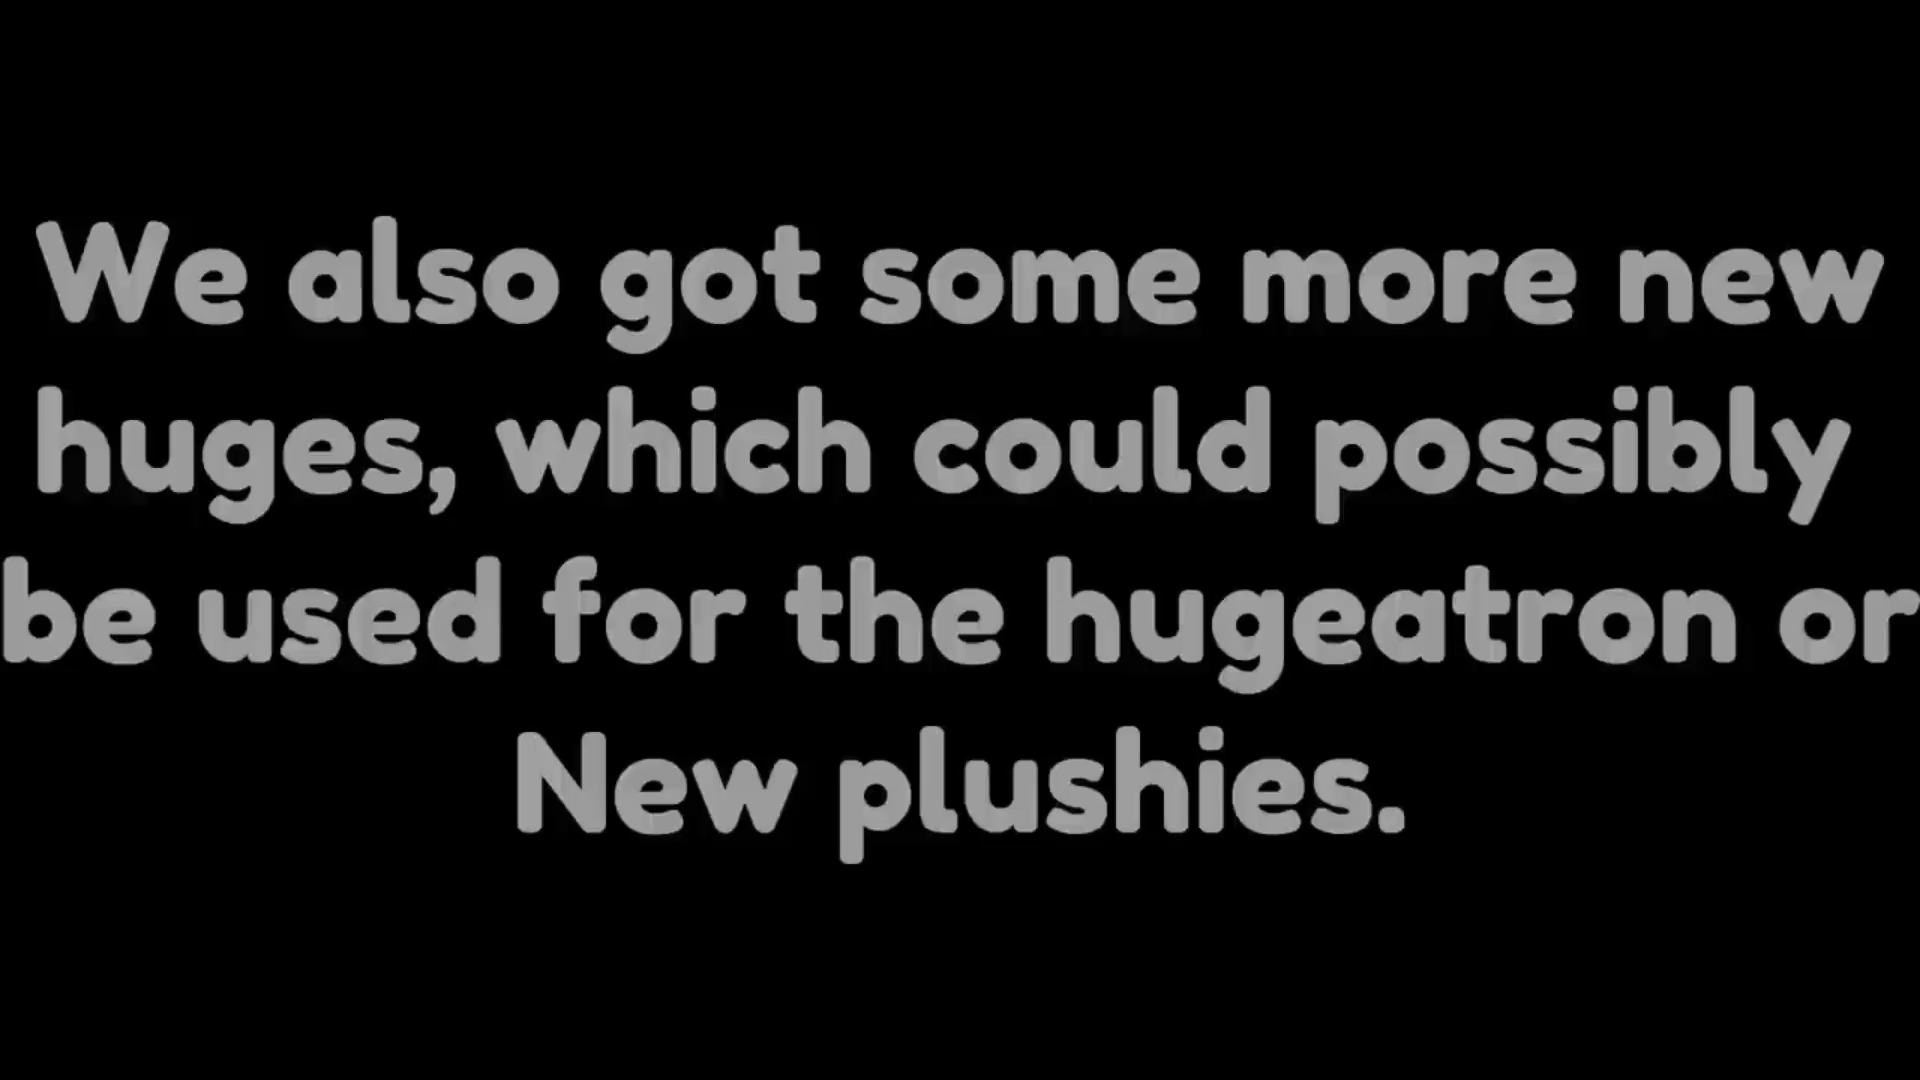 We also got some more new
huges, which could possibly
be used for the hugeatron or
New plushies.